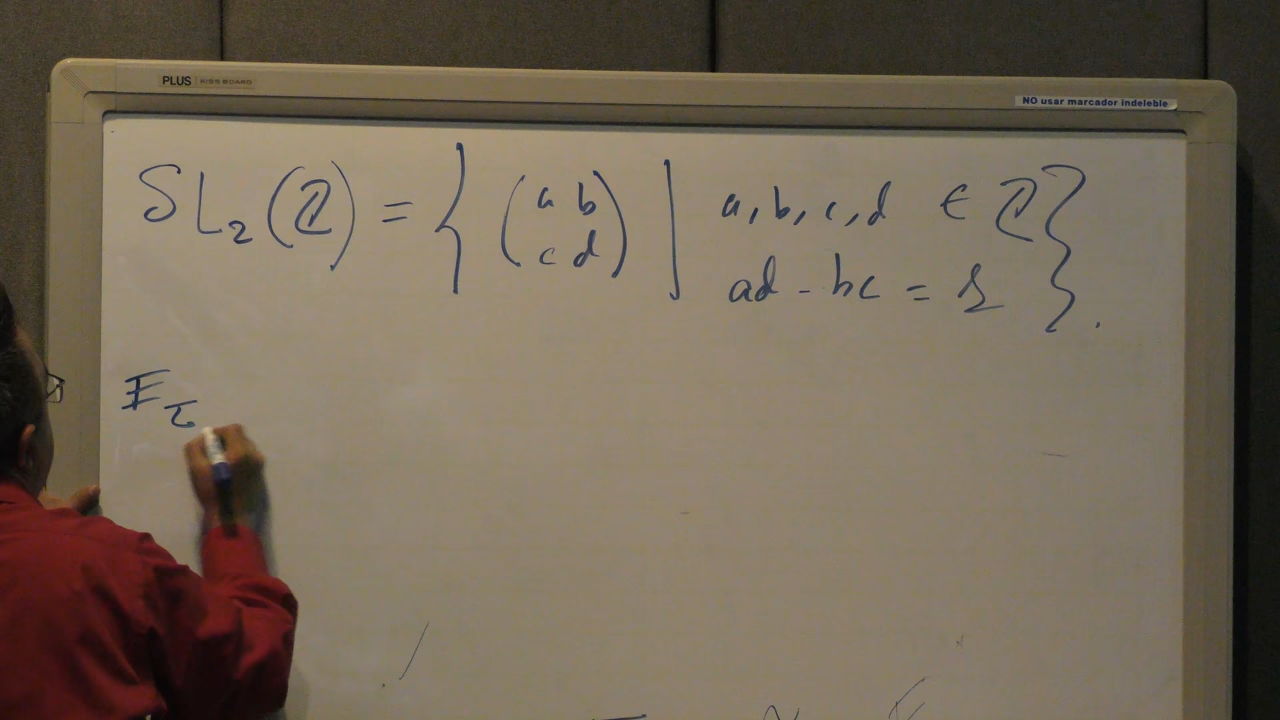 PLUS KISS BOARD
NO usar marcador indeleble
SL₂(ℤ) = { ( a b | a, b, c, d ∈ ℤ
c d ) ad - bc = 1 }.
E_τ